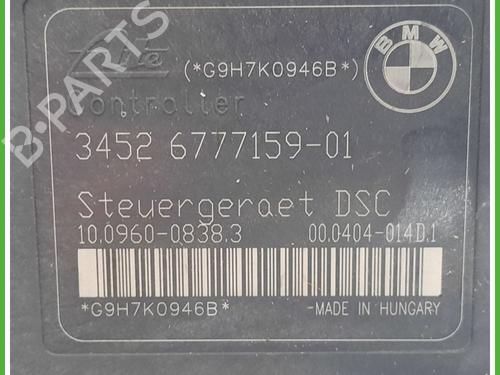 Ate
(*G9H7K0946B*)
BMW
Controller
3452 6777159-01
Steuergeraet DSC
10.0960-0838.3
00.0404-014D.1
*G9H7K0946B*
-MADE IN HUNGARY
B-PARTS